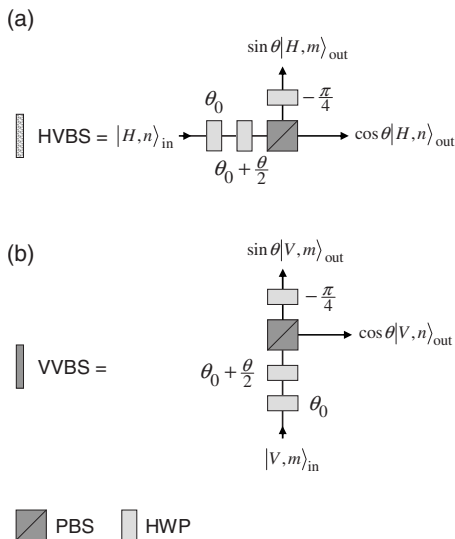 (a)
sin θ|H,m⟩out
θ0
−π/4
HVBS = |H,n⟩in
cos θ|H,n⟩out
θ0 + θ/2
(b)
sin θ|V,m⟩out
−π/4
VVBS =
cos θ|V,n⟩out
θ0 + θ/2
θ0
|V,m⟩in
PBS
HWP